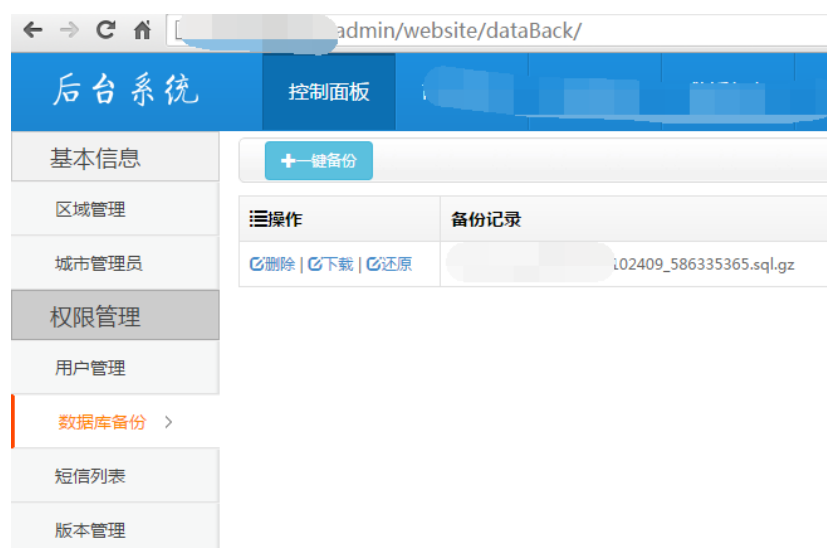 admin/website/dataBack/
后台系统
控制面板
基本信息
一键备份
区域管理
操作
备份记录
城市管理员
删除 | 下载 | 还原
102409_586335365.sql.gz
权限管理
用户管理
数据库备份 >
短信列表
版本管理